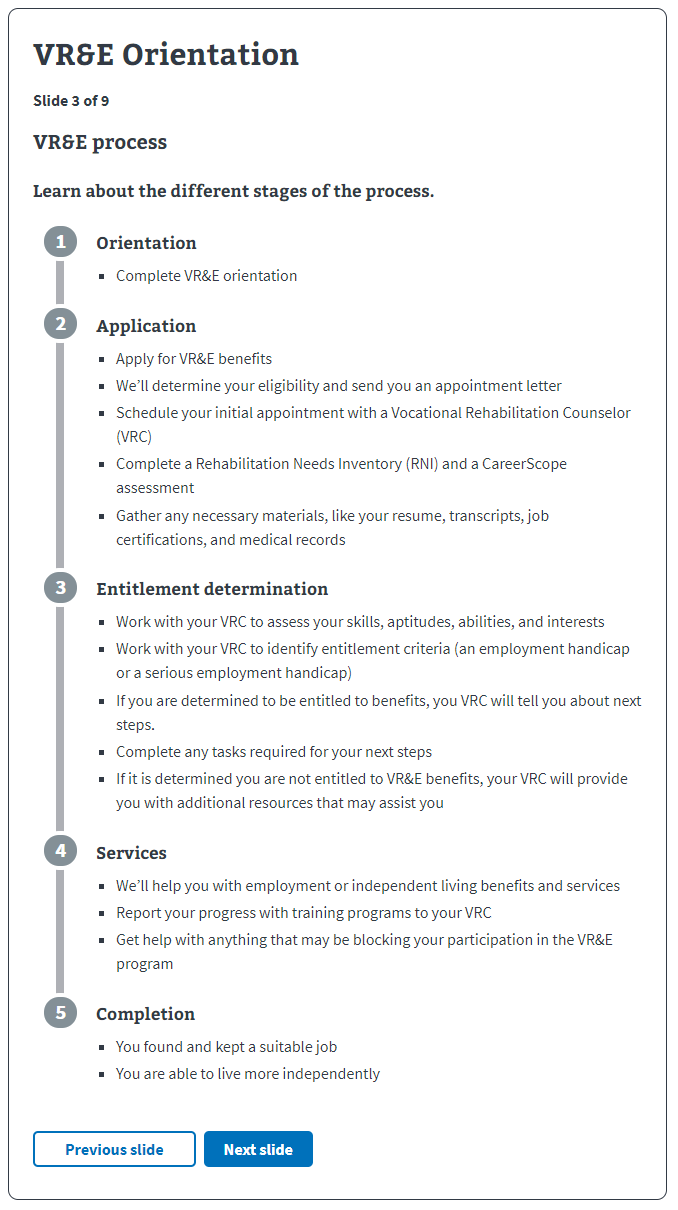 VR&E Orientation
Slide 3 of 9
VR&E process
Learn about the different stages of the process.
1
Orientation
Complete VR&E orientation
2
Application
Apply for VR&E benefits
We’ll determine your eligibility and send you an appointment letter
Schedule your initial appointment with a Vocational Rehabilitation Counselor
(VRC)
Complete a Rehabilitation Needs Inventory (RNI) and a CareerScope
assessment
Gather any necessary materials, like your resume, transcripts, job
certifications, and medical records
3
Entitlement determination
Work with your VRC to assess your skills, aptitudes, abilities, and interests
Work with your VRC to identify entitlement criteria (an employment handicap
or a serious employment handicap)
If you are determined to be entitled to benefits, you VRC will tell you about next
steps.
Complete any tasks required for your next steps
If it is determined you are not entitled to VR&E benefits, your VRC will provide
you with additional resources that may assist you
4
Services
We’ll help you with employment or independent living benefits and services
Report your progress with training programs to your VRC
Get help with anything that may be blocking your participation in the VR&E
program
5
Completion
You found and kept a suitable job
You are able to live more independently
Previous slide
Next slide